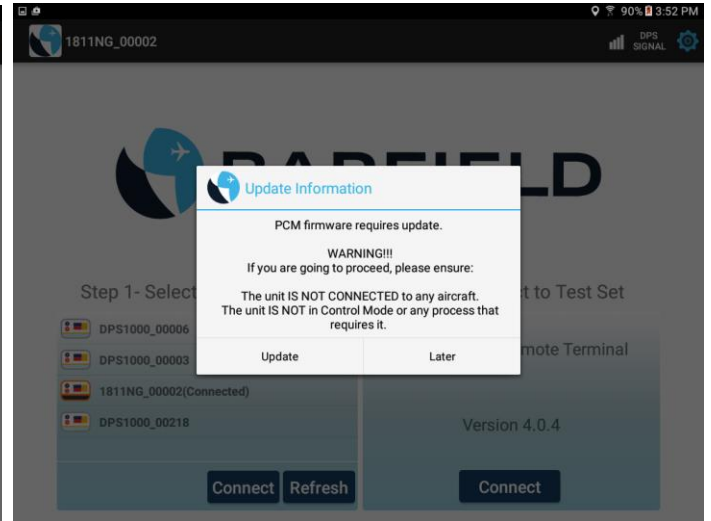 90% 3:52 PM
1811NG_00002
DPS
SIGNAL
Update Information
PCM firmware requires update.
WARNING!!!
If you are going to proceed, please ensure:
The unit IS NOT CONNECTED to any aircraft.
The unit IS NOT in Control Mode or any process that
requires it.
Update Later
Step 1- Select
t to Test Set
DPS1000_00006
DPS1000_00003
1811NG_00002(Connected)
DPS1000_00218
mote Terminal
Version 4.0.4
Connect Refresh
Connect